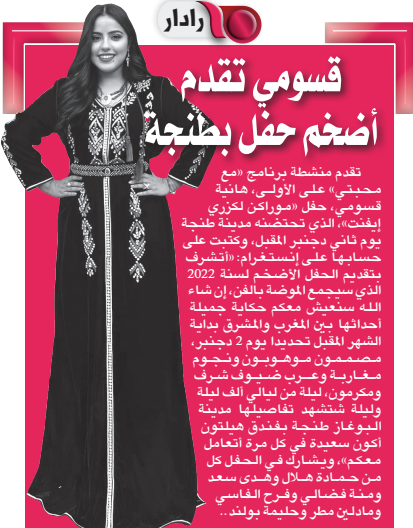 رادار
قسومي تقدم
أضخم حفل بطنجة
تقدم منشطة برنامج «مع
محبتي» على الأولى، هانية
قسومي، حفل «موراكن لكزري
إيفنت»، الذي تحتضنه مدينة طنجة
يوم ثاني دجنبر المقبل، وكتبت على
حسابها على إنستغرام: «أتشرف
بتقديم الحفل الأضخم لسنة 2022
الذي سيجمع الموضة بالفن، إن شاء
الله سنعيش معكم حكاية جميلة
أحداثها بين المغرب والمشرق بداية
الشهر المقبل تحديدا يوم 2 دجنبر،
مصممون موهوبون ونجوم
مغاربة وعرب ضيوف شرف
ومكرمون، ليلة من ليالي ألف ليلة
وليلة ستشهد تفاصيلها مدينة
البوغاز طنجة بفندق هيلتون
أكون سعيدة في كل مرة أتعامل
معكم»، ويشارك في الحفل كل
من حمادة هلال وهدى سعد
ومنة فضالي وفرح الفاسي
ومادلين مطر وحليمة بولند..